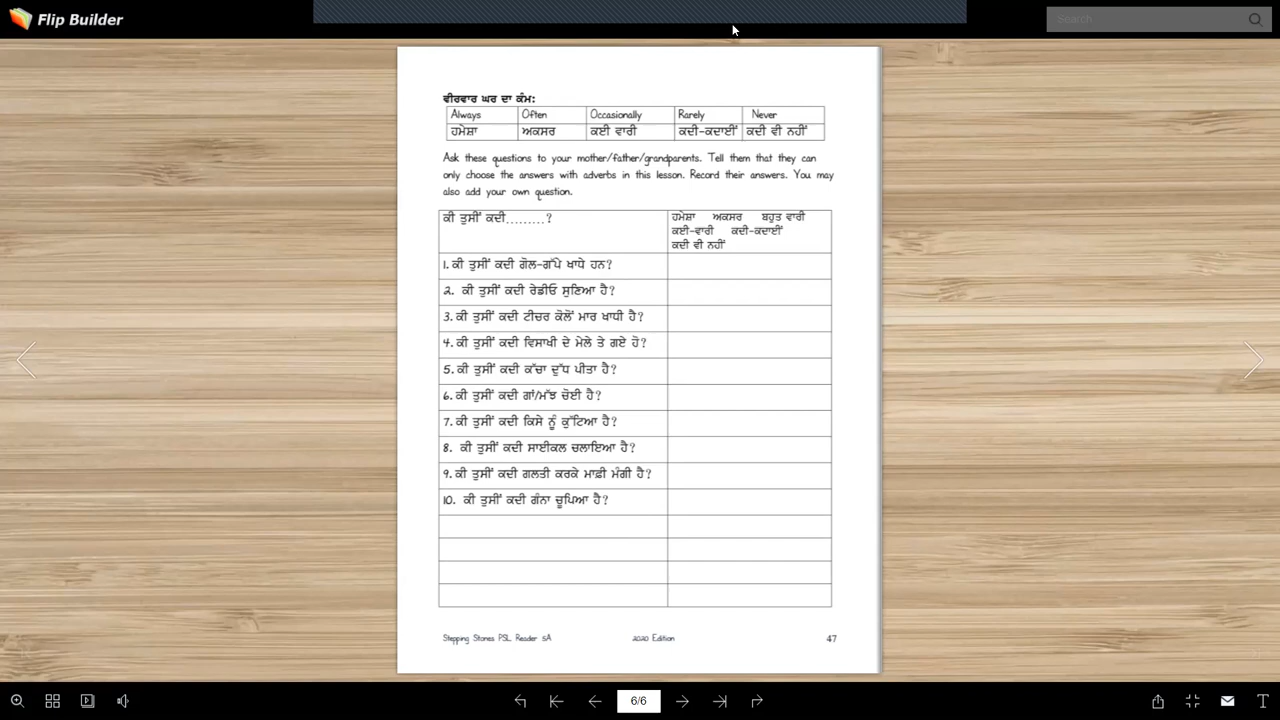 Flip Builder
Search
ਵੀਰਵਾਰ ਘਰ ਦਾ ਕੰਮ:
Always Often Occasionally Rarely Never
ਹਮੇਸ਼ਾ ਅਕਸਰ ਕਈ ਵਾਰੀ ਕਦੀ-ਕਦਾਈਂ ਕਦੀ ਵੀ ਨਹੀਂ
Ask these questions to your mother/father/grandparents. Tell them that they can
only choose the answers with adverbs in this lesson. Record their answers. You may
also add your own question.
ਕੀ ਤੁਸੀਂ ਕਦੀ.........?
ਹਮੇਸ਼ਾ ਅਕਸਰ ਬਹੁਤ ਵਾਰੀ
ਕਈ-ਵਾਰੀ ਕਦੀ-ਕਦਾਈਂ
ਕਦੀ ਵੀ ਨਹੀਂ
1. ਕੀ ਤੁਸੀਂ ਕਦੀ ਗੋਲ-ਗੱਪੇ ਖਾਧੇ ਹਨ?
2. ਕੀ ਤੁਸੀਂ ਕਦੀ ਰੇਡੀਓ ਸੁਣਿਆ ਹੈ?
3. ਕੀ ਤੁਸੀਂ ਕਦੀ ਟੀਚਰ ਕੋਲੋਂ ਮਾਰ ਖਾਧੀ ਹੈ?
4. ਕੀ ਤੁਸੀਂ ਕਦੀ ਵਿਸਾਖੀ ਦੇ ਮੇਲੇ ਤੇ ਗਏ ਹੋ?
5. ਕੀ ਤੁਸੀਂ ਕਦੀ ਕੱਚਾ ਦੁੱਧ ਪੀਤਾ ਹੈ?
6. ਕੀ ਤੁਸੀਂ ਕਦੀ ਗਾਂ/ਮੱਝ ਚੋਈ ਹੈ?
7. ਕੀ ਤੁਸੀਂ ਕਦੀ ਕਿਸੇ ਨੂੰ ਕੁੱਟਿਆ ਹੈ?
8. ਕੀ ਤੁਸੀਂ ਕਦੀ ਸਾਈਕਲ ਚਲਾਇਆ ਹੈ?
9. ਕੀ ਤੁਸੀਂ ਕਦੀ ਗਲਤੀ ਕਰਕੇ ਮਾਫ਼ੀ ਮੰਗੀ ਹੈ?
10. ਕੀ ਤੁਸੀਂ ਕਦੀ ਗੰਨਾ ਚੂਪਿਆ ਹੈ?
Stepping Stones PSL Reader 5A 2020 Edition 47
6/6